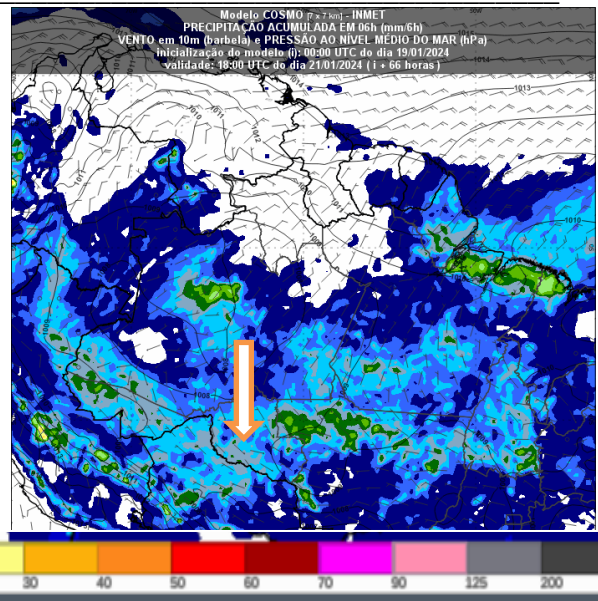 Modelo COSMO [7 x 7 km] - INMET
PRECIPITAÇÃO ACUMULADA EM 06h (mm/6h)
VENTO em 10m (barbela) e PRESSÃO AO NÍVEL MÉDIO DO MAR (hPa)
inicialização do modelo (i): 00:00 UTC do dia 19/01/2024
validade: 18:00 UTC do dia 21/01/2024 ( i + 66 horas )
1014
1014
1013
1010
1011
1012
1011
1010
1008
30 40 50 60 70 90 125 200